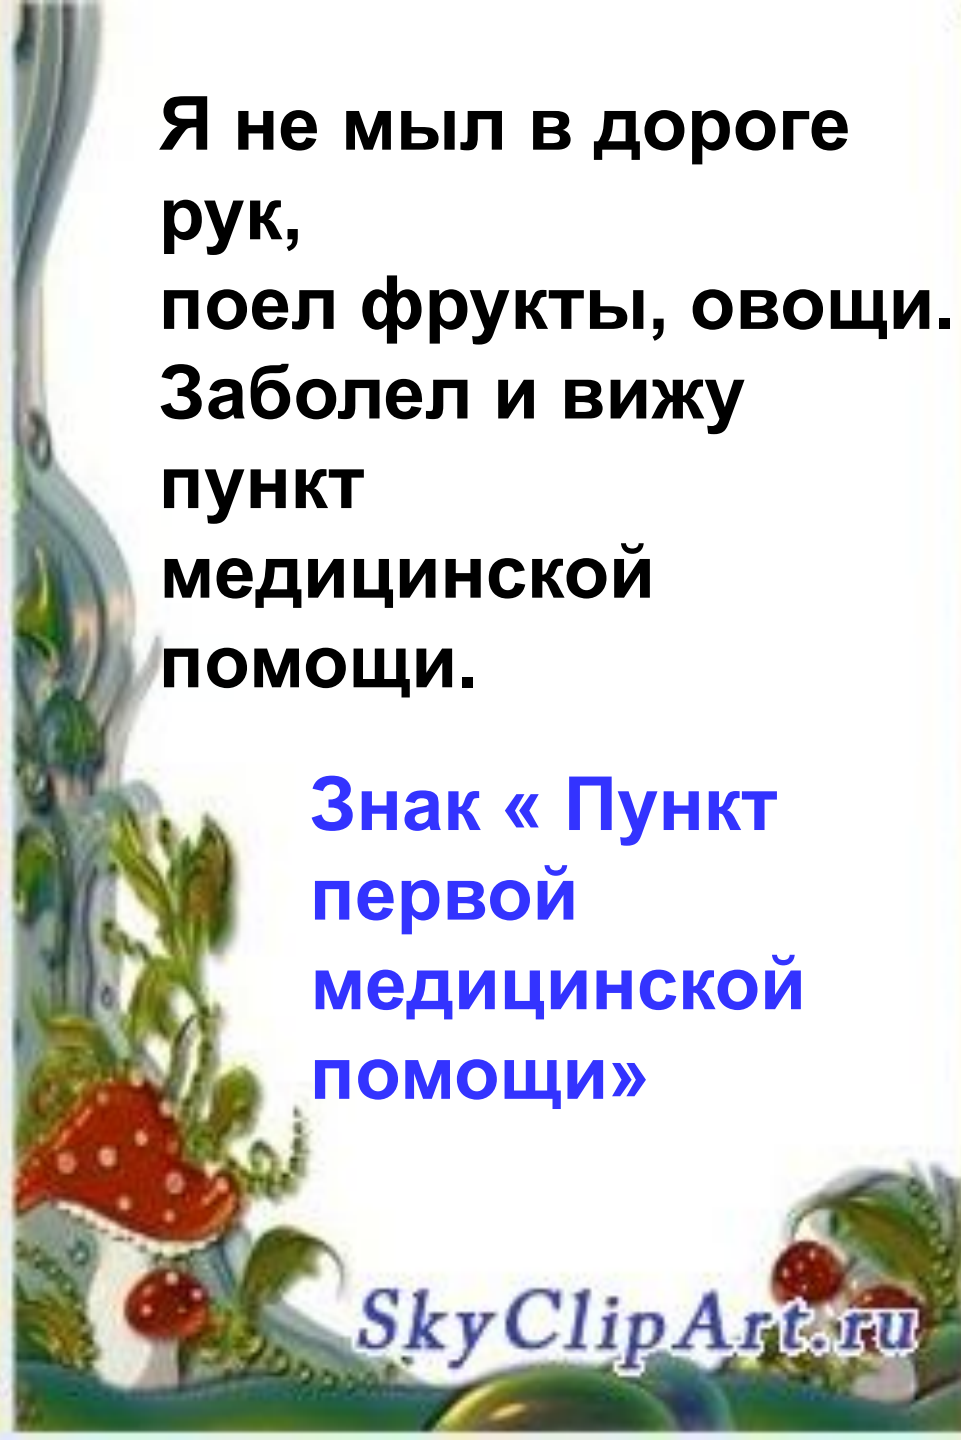 Я не мыл в дороге
рук,
поел фрукты, овощи.
Заболел и вижу
пункт
медицинской
помощи.
Знак « Пункт
первой
медицинской
помощи»
SkyClipArt.ru